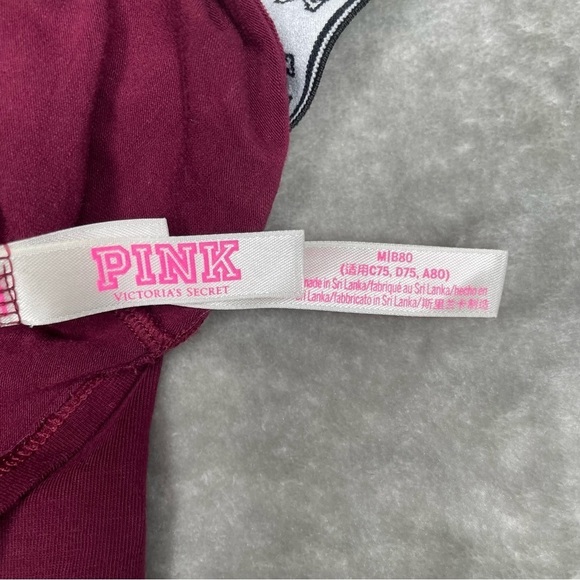 PINK
VICTORIA'S SECRET
M|B80
(适用C75, D75, A80)
made in Sri Lanka/fabriqué au Sri Lanka/hecho en
Lanka/fabbricato in Sri Lanka/斯里兰卡制造